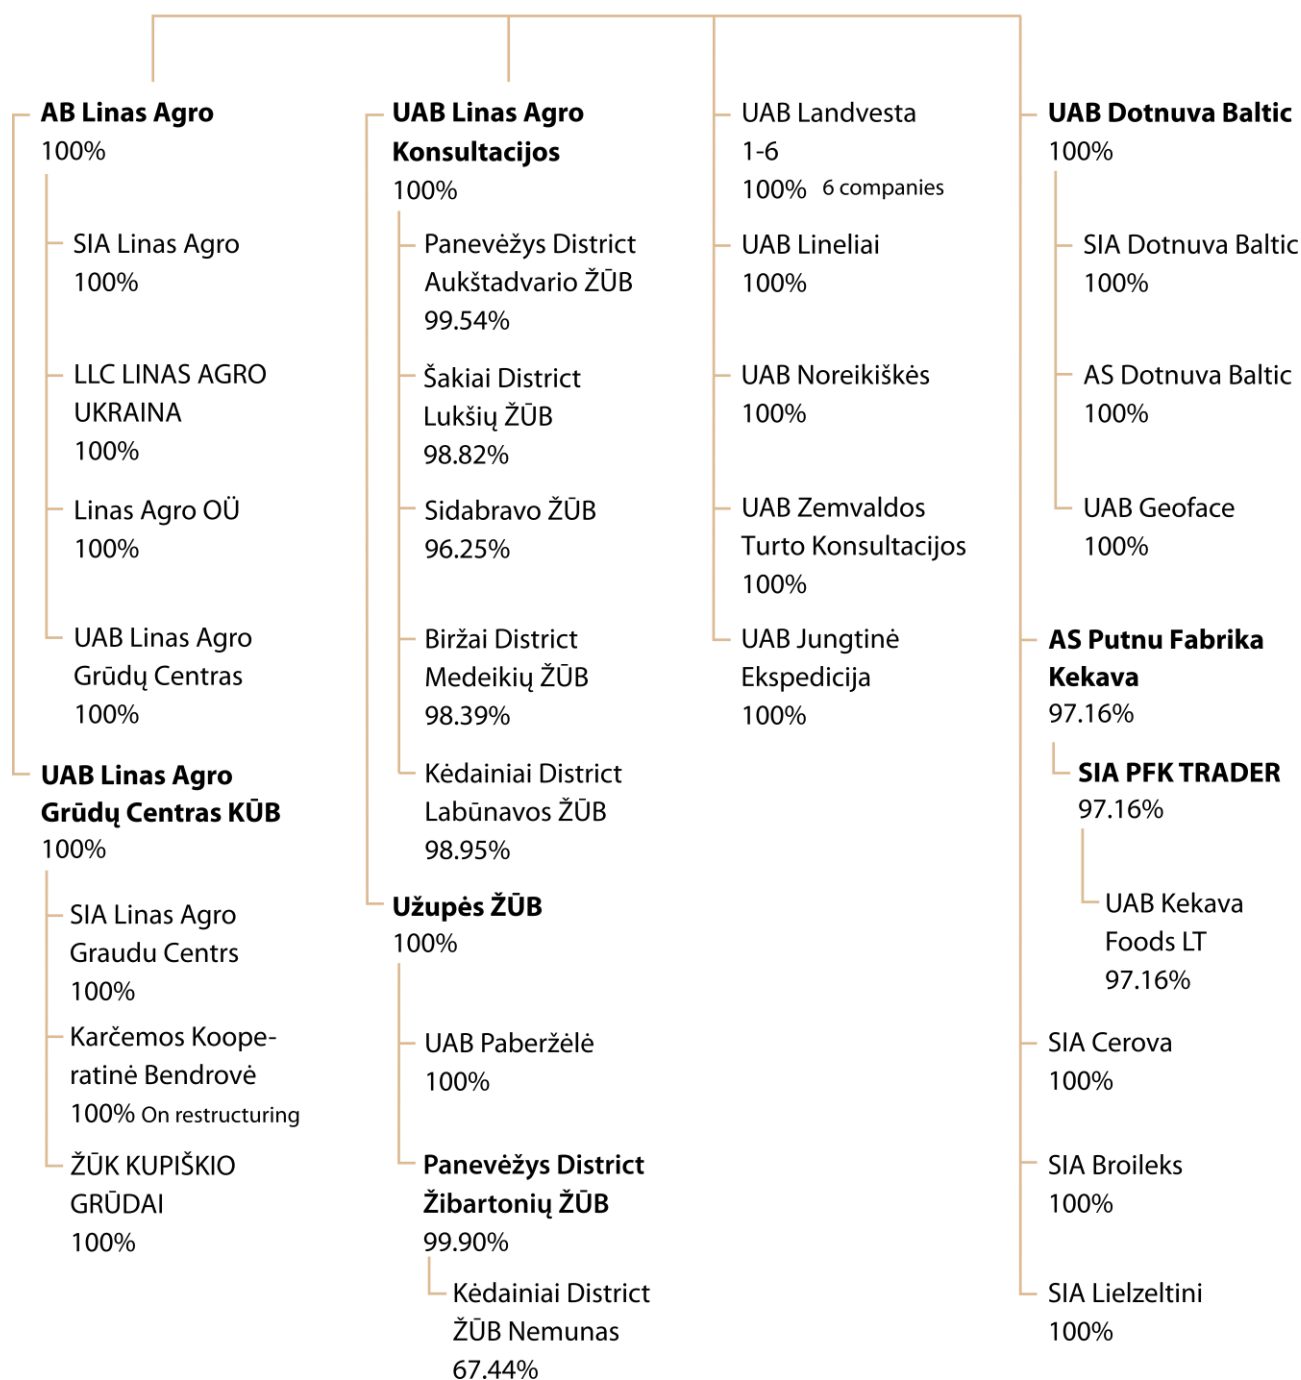 AB Linas Agro
100%
SIA Linas Agro
100%
LLC LINAS AGRO
UKRAINA
100%
Linas Agro OÜ
100%
UAB Linas Agro
Grūdų Centras
100%
UAB Linas Agro
Grūdų Centras KŪB
100%
SIA Linas Agro
Graudu Centrs
100%
Karčemos Koope-
ratinė Bendrovė
100% On restructuring
ŽŪK KUPIŠKIO
GRŪDAI
100%
UAB Linas Agro
Konsultacijos
100%
Panevėžys District
Aukštadvario ŽŪB
99.54%
Šakiai District
Lukšių ŽŪB
98.82%
Sidabravo ŽŪB
96.25%
Biržai District
Medeikių ŽŪB
98.39%
Kėdainiai District
Labūnavos ŽŪB
98.95%
Užupės ŽŪB
100%
UAB Paberžėlė
100%
Panevėžys District
Žibartonių ŽŪB
99.90%
Kėdainiai District
ŽŪB Nemunas
67.44%
UAB Landvesta
1-6
100% 6 companies
UAB Lineliai
100%
UAB Noreikiškės
100%
UAB Zemvaldos
Turto Konsultacijos
100%
UAB Jungtinė
Ekspedicija
100%
UAB Dotnuva Baltic
100%
SIA Dotnuva Baltic
100%
AS Dotnuva Baltic
100%
UAB Geoface
100%
AS Putnu Fabrika
Kekava
97.16%
SIA PFK TRADER
97.16%
UAB Kekava
Foods LT
97.16%
SIA Cerova
100%
SIA Broileks
100%
SIA Lielzeltini
100%